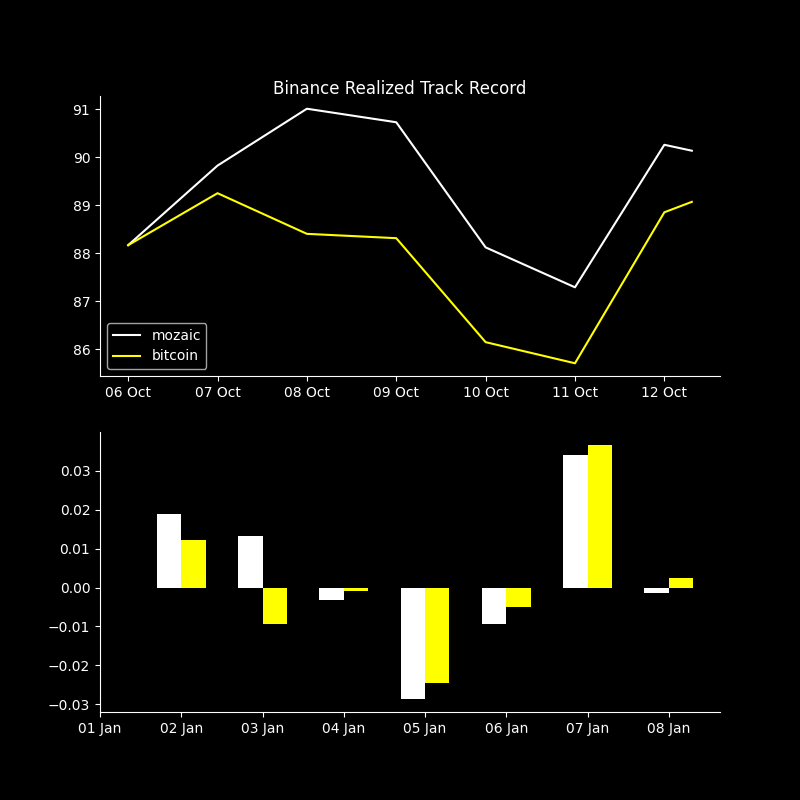 Binance Realized Track Record
91
90
89
88
87
86
mozaic
bitcoin
06 Oct 07 Oct 08 Oct 09 Oct 10 Oct 11 Oct 12 Oct
0.03
0.02
0.01
0.00
−0.01
−0.02
−0.03
01 Jan 02 Jan 03 Jan 04 Jan 05 Jan 06 Jan 07 Jan 08 Jan